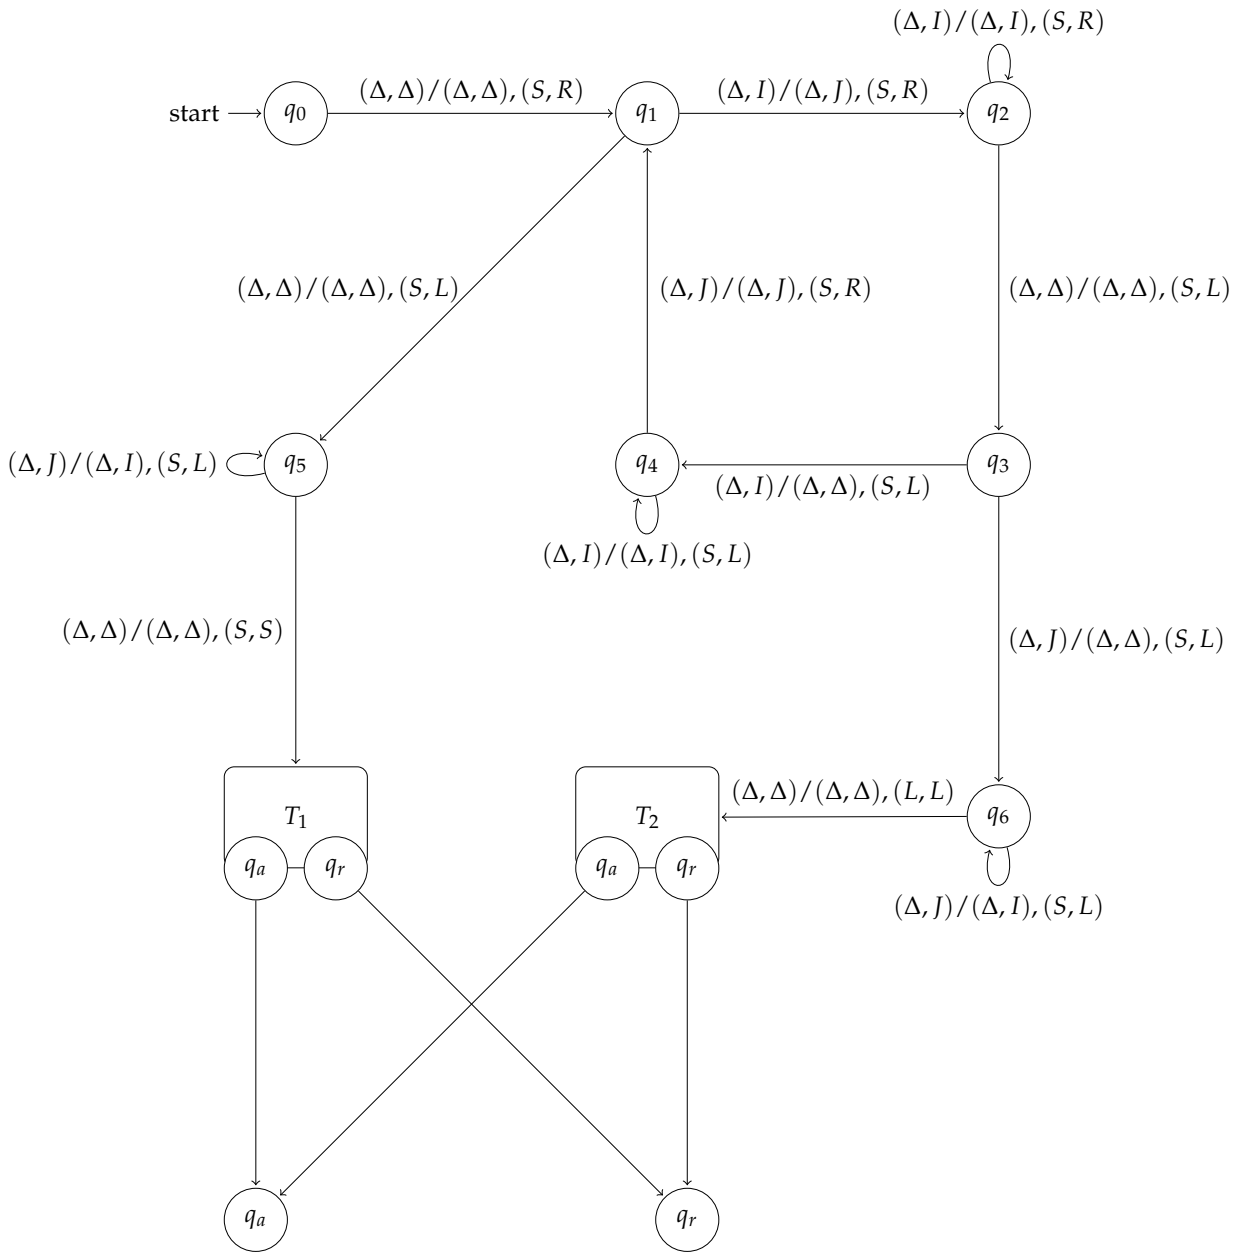 (Δ, I)/(Δ, I), (S, R)
start q₀ (Δ, Δ)/(Δ, Δ), (S, R) q₁ (Δ, I)/(Δ, J), (S, R) q₂
(Δ, Δ)/(Δ, Δ), (S, L) (Δ, J)/(Δ, J), (S, R) (Δ, Δ)/(Δ, Δ), (S, L)
(Δ, J)/(Δ, I), (S, L) q₅ q₄ q₃
(Δ, I)/(Δ, Δ), (S, L)
(Δ, I)/(Δ, I), (S, L)
(Δ, Δ)/(Δ, Δ), (S, S) (Δ, J)/(Δ, Δ), (S, L)
(Δ, Δ)/(Δ, Δ), (L, L)
T₁ T₂ q₆
qₐ qᵣ qₐ qᵣ
(Δ, J)/(Δ, I), (S, L)
qₐ qᵣ